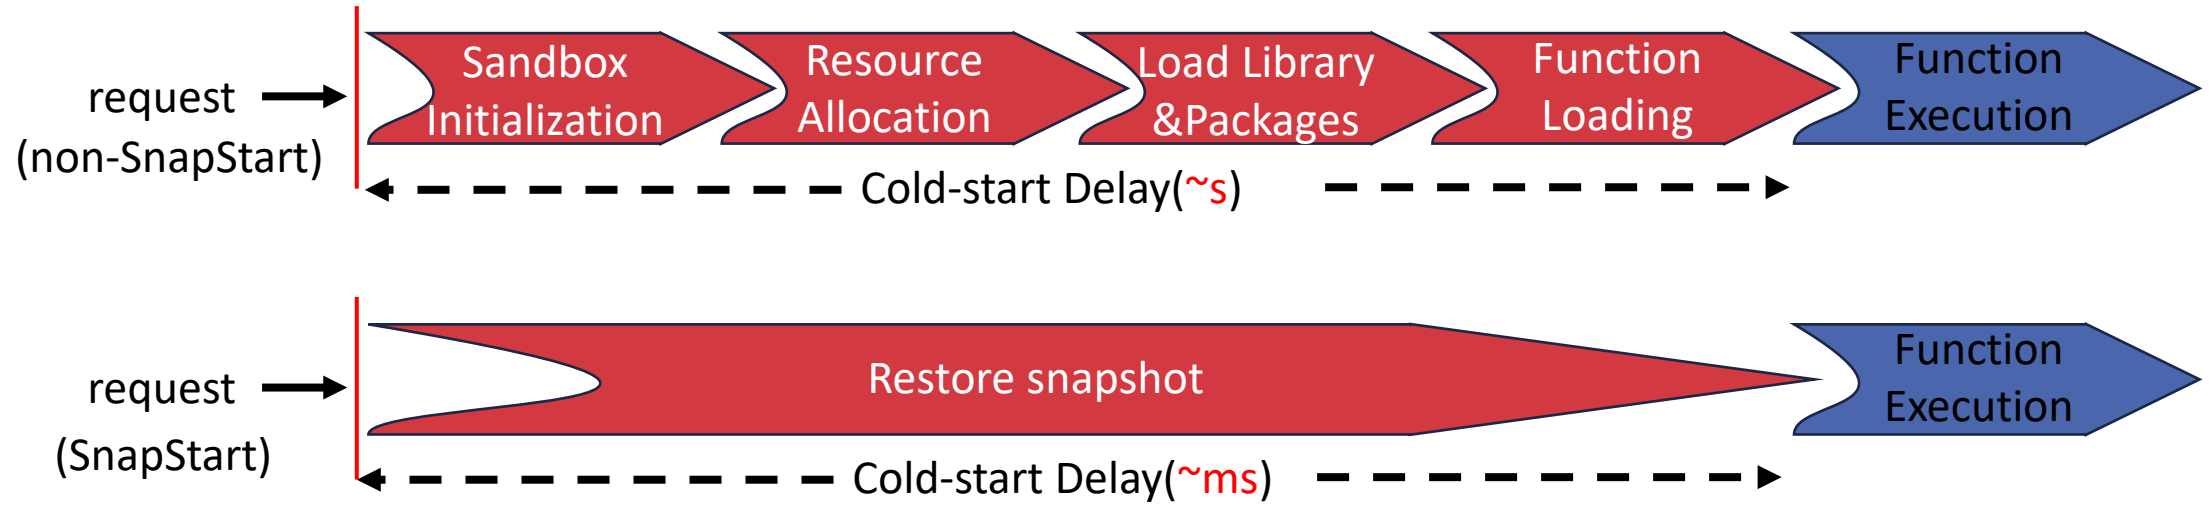 request
(non-SnapStart)
Sandbox
Initialization
Resource
Allocation
Load Library
&Packages
Function
Loading
Function
Execution
Cold-start Delay(~s)
request
(SnapStart)
Restore snapshot
Function
Execution
Cold-start Delay(~ms)